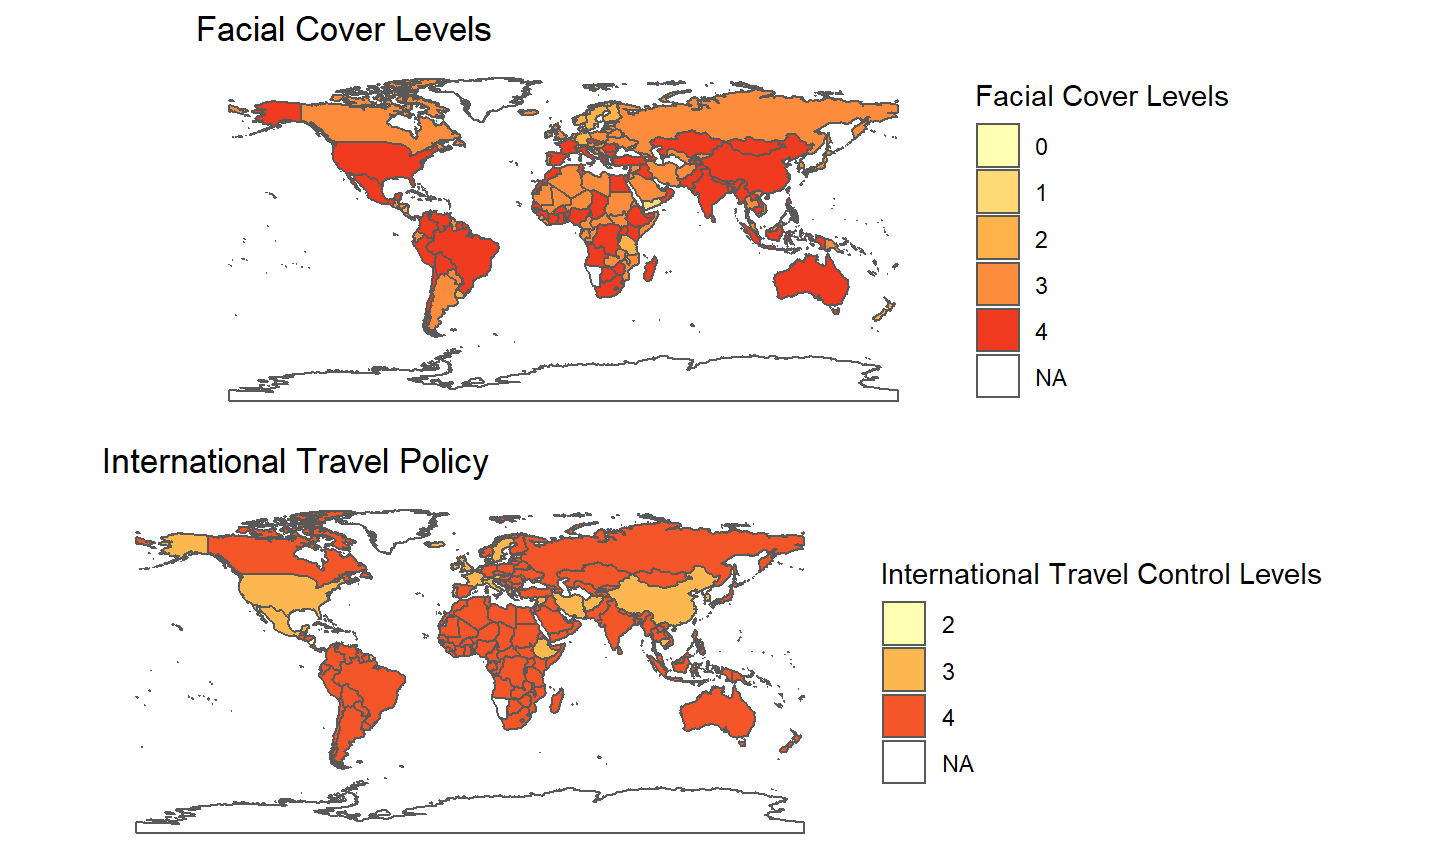 Facial Cover Levels
Facial Cover Levels
0
1
2
3
4
NA
International Travel Policy
International Travel Control Levels
2
3
4
NA